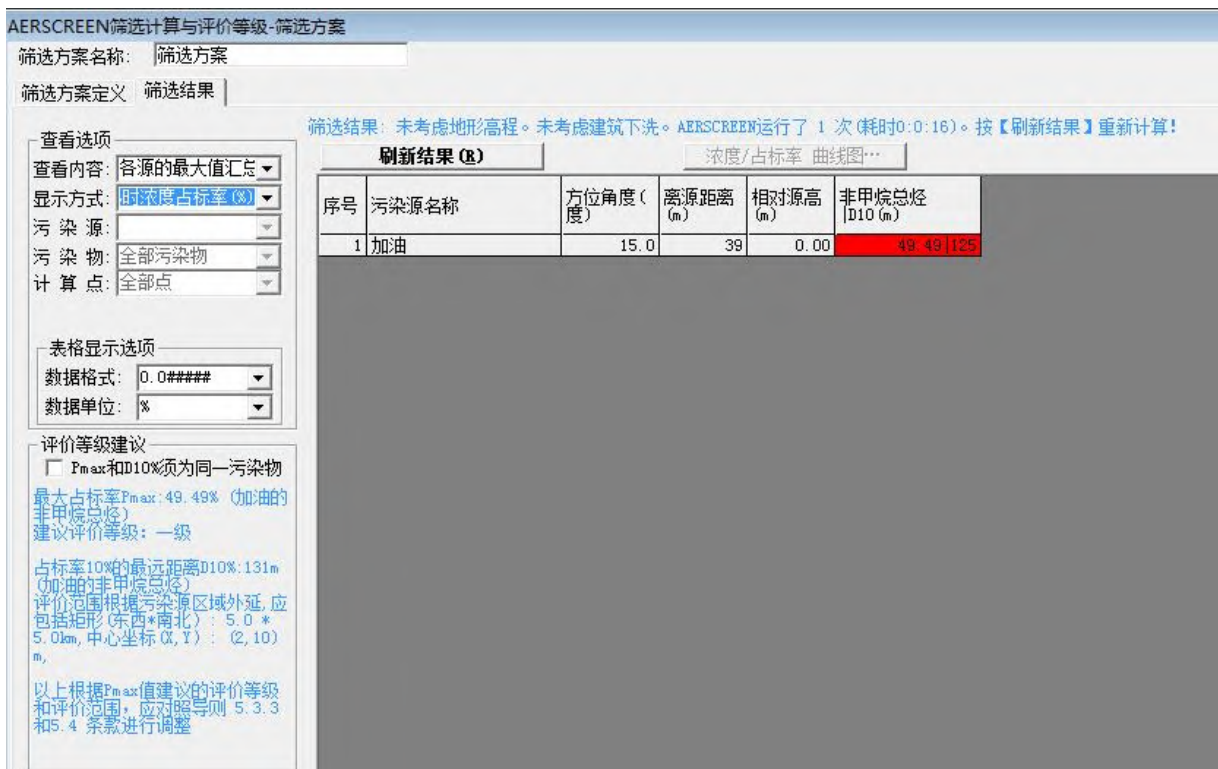 AERSCREEN筛选计算与评价等级-筛选方案
筛选方案名称: 筛选方案
筛选方案定义 筛选结果
筛选结果: 未考虑地形高程。未考虑建筑下洗。AERSCREEN运行了 1 次(耗时0:0:16)。按【刷新结果】重新计算!
刷新结果(R) 浓度/占标率 曲线图…
查看选项
查看内容: 各源的最大值汇总
显示方式: 时浓度占标率(%)
污 染 源:
污 染 物: 全部污染物
计 算 点: 全部点
序号 污染源名称 方位角度(度) 离源距离(m) 相对源高(m) 非甲烷总烃|D10(m)
1 加油 15.0 39 0.00 49.49|125
表格显示选项
数据格式: 0.0#####
数据单位: %
评价等级建议
Pmax和D10%须为同一污染物
最大占标率Pmax:49.49% (加油的
非甲烷总烃)
建议评价等级: 一级
占标率10%的最远距离D10%:131m
(加油的非甲烷总烃)
评价范围根据污染源区域外延,应
包括矩形(东西*南北): 5.0 *
5.0km,中心坐标(X,Y): (2,10)
m,
以上根据Pmax值建议的评价等级
和评价范围,应对照导则 5.3.3
和5.4 条款进行调整